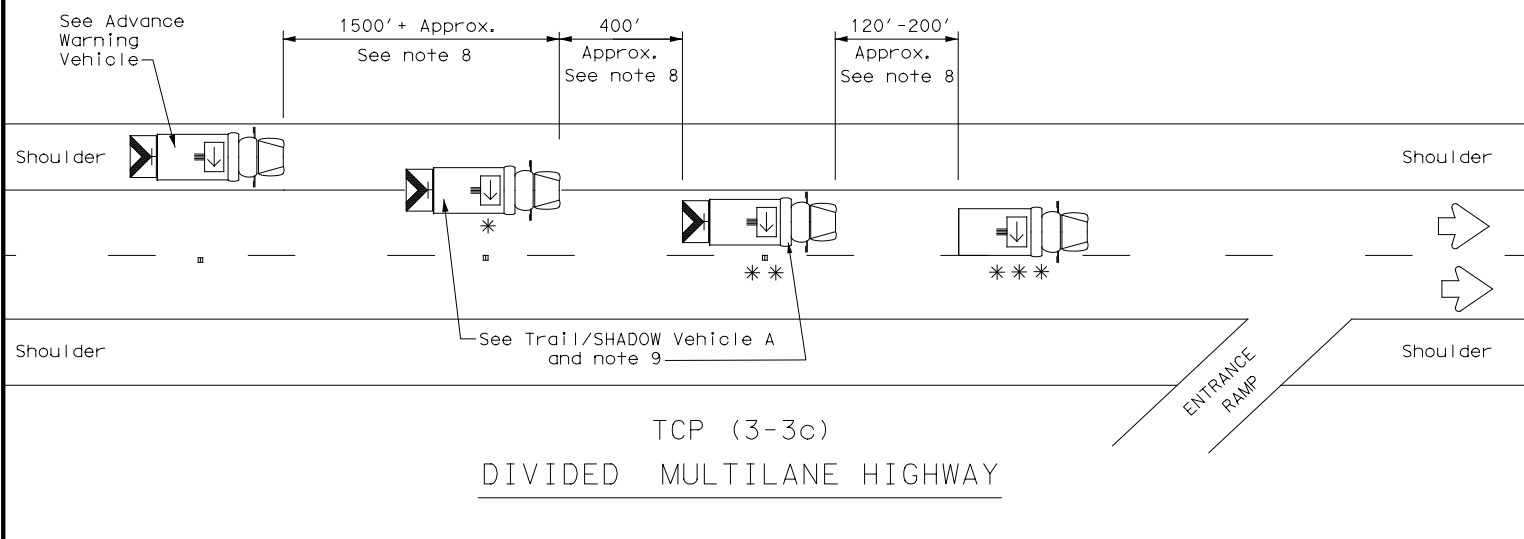 See Advance
Warning
Vehicle
1500'+ Approx.
See note 8
400'
Approx.
See note 8
120'-200'
Approx.
See note 8
Shoulder
Shoulder
*
**
***
See Trail/SHADOW Vehicle A
and note 9
Shoulder
Shoulder
ENTRANCE
RAMP
TCP (3-3c)
DIVIDED MULTILANE HIGHWAY